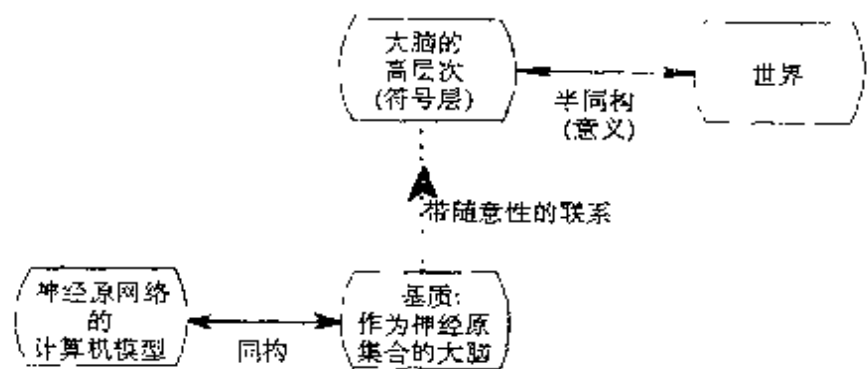 大脑的
高层次
(符号层)
世界
半同构
(意义)
带随意性的联系
神经原网络
的
计算机模型
同构
基质:
作为神经原
集合的大脑